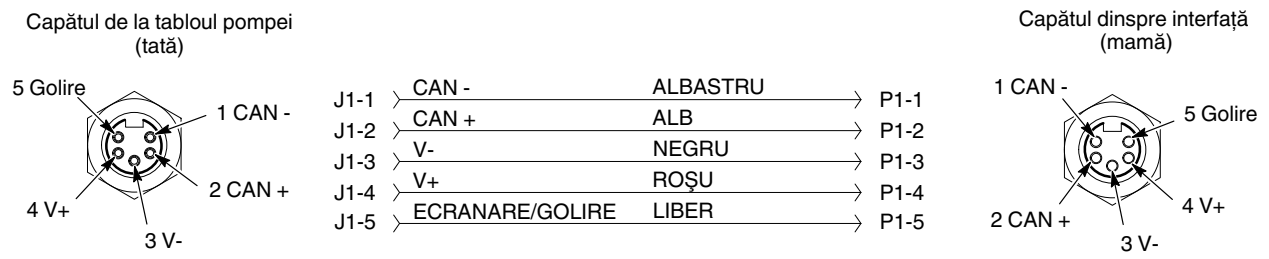 Capătul de la tabloul pompei
(tată)
5 Golire
1 CAN -
2 CAN +
4 V+
3 V-
J1-1 CAN - ALBASTRU P1-1
J1-2 CAN + ALB P1-2
J1-3 V- NEGRU P1-3
J1-4 V+ ROŞU P1-4
J1-5 ECRANARE/GOLIRE LIBER P1-5
Capătul dinspre interfaţă
(mamă)
1 CAN -
5 Golire
4 V+
2 CAN +
3 V-